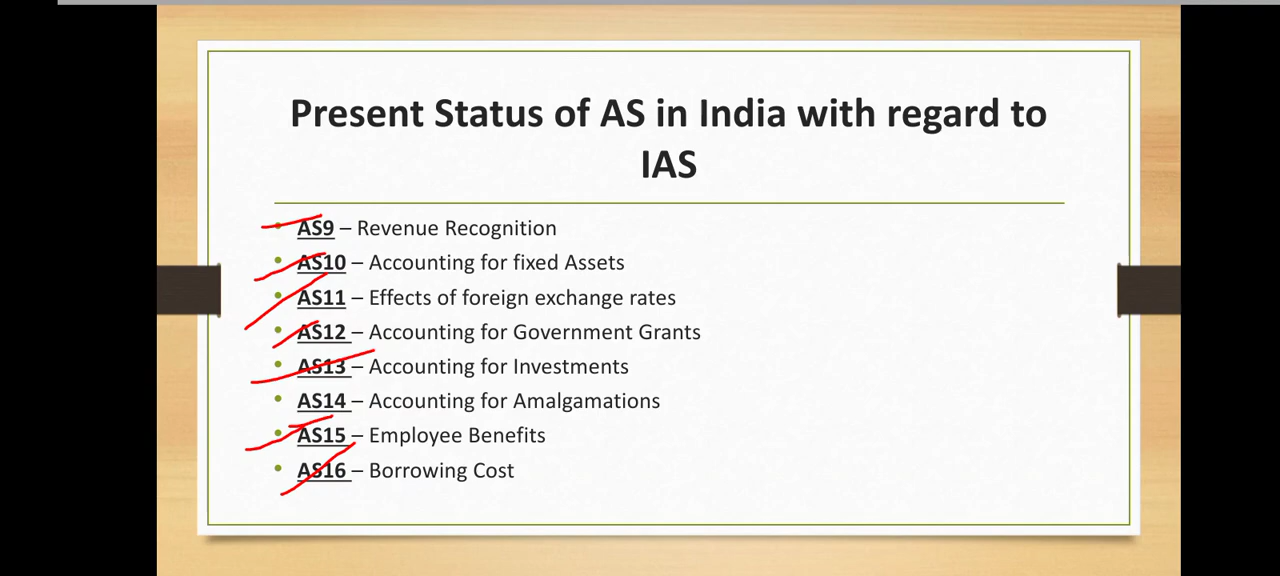 Present Status of AS in India with regard to
IAS
• AS9 – Revenue Recognition
• AS10 – Accounting for fixed Assets
• AS11 – Effects of foreign exchange rates
• AS12 – Accounting for Government Grants
• AS13 – Accounting for Investments
• AS14 – Accounting for Amalgamations
• AS15 – Employee Benefits
• AS16 – Borrowing Cost